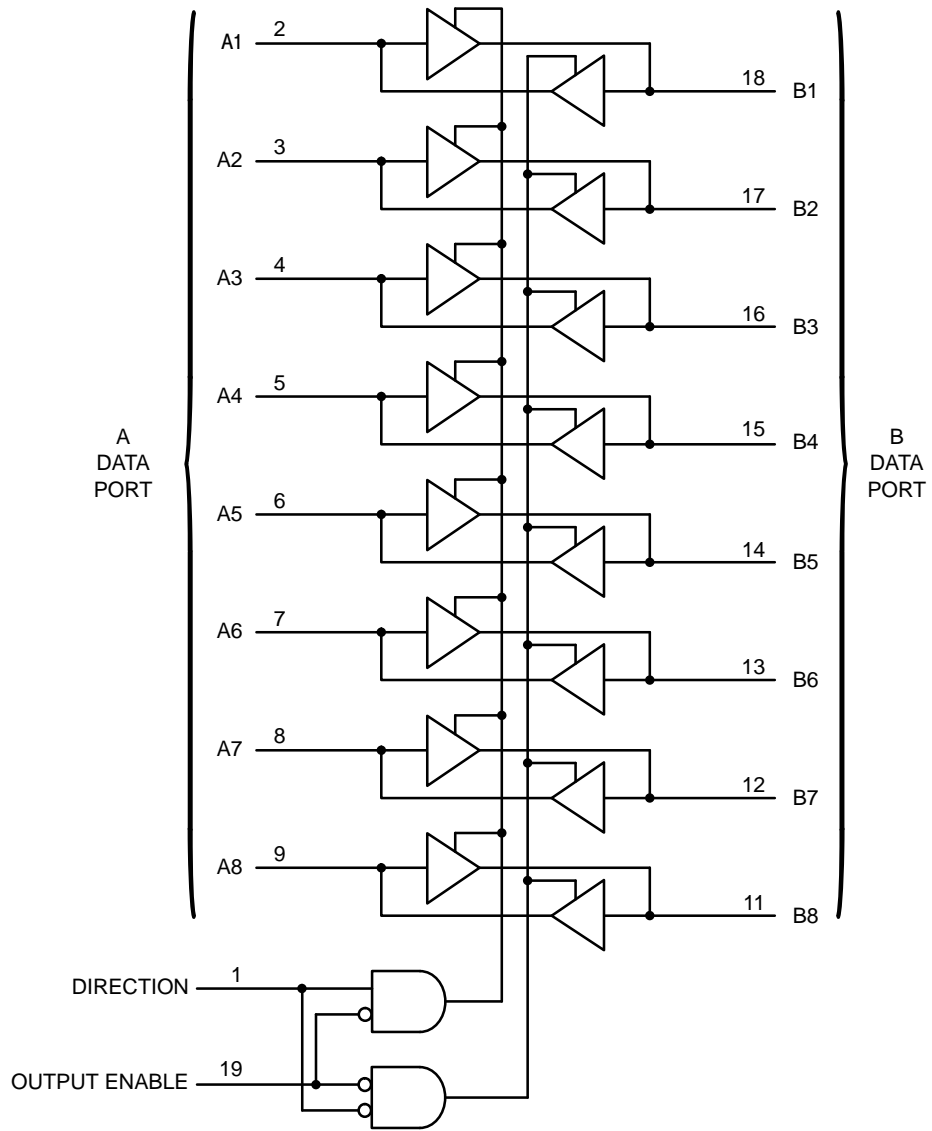 A1 2
18 B1
A2 3
17 B2
A3 4
16 B3
A4 5
15 B4
A
DATA
PORT
B
DATA
PORT
A5 6
14 B5
A6 7
13 B6
A7 8
12 B7
A8 9
11 B8
DIRECTION 1
OUTPUT ENABLE 19